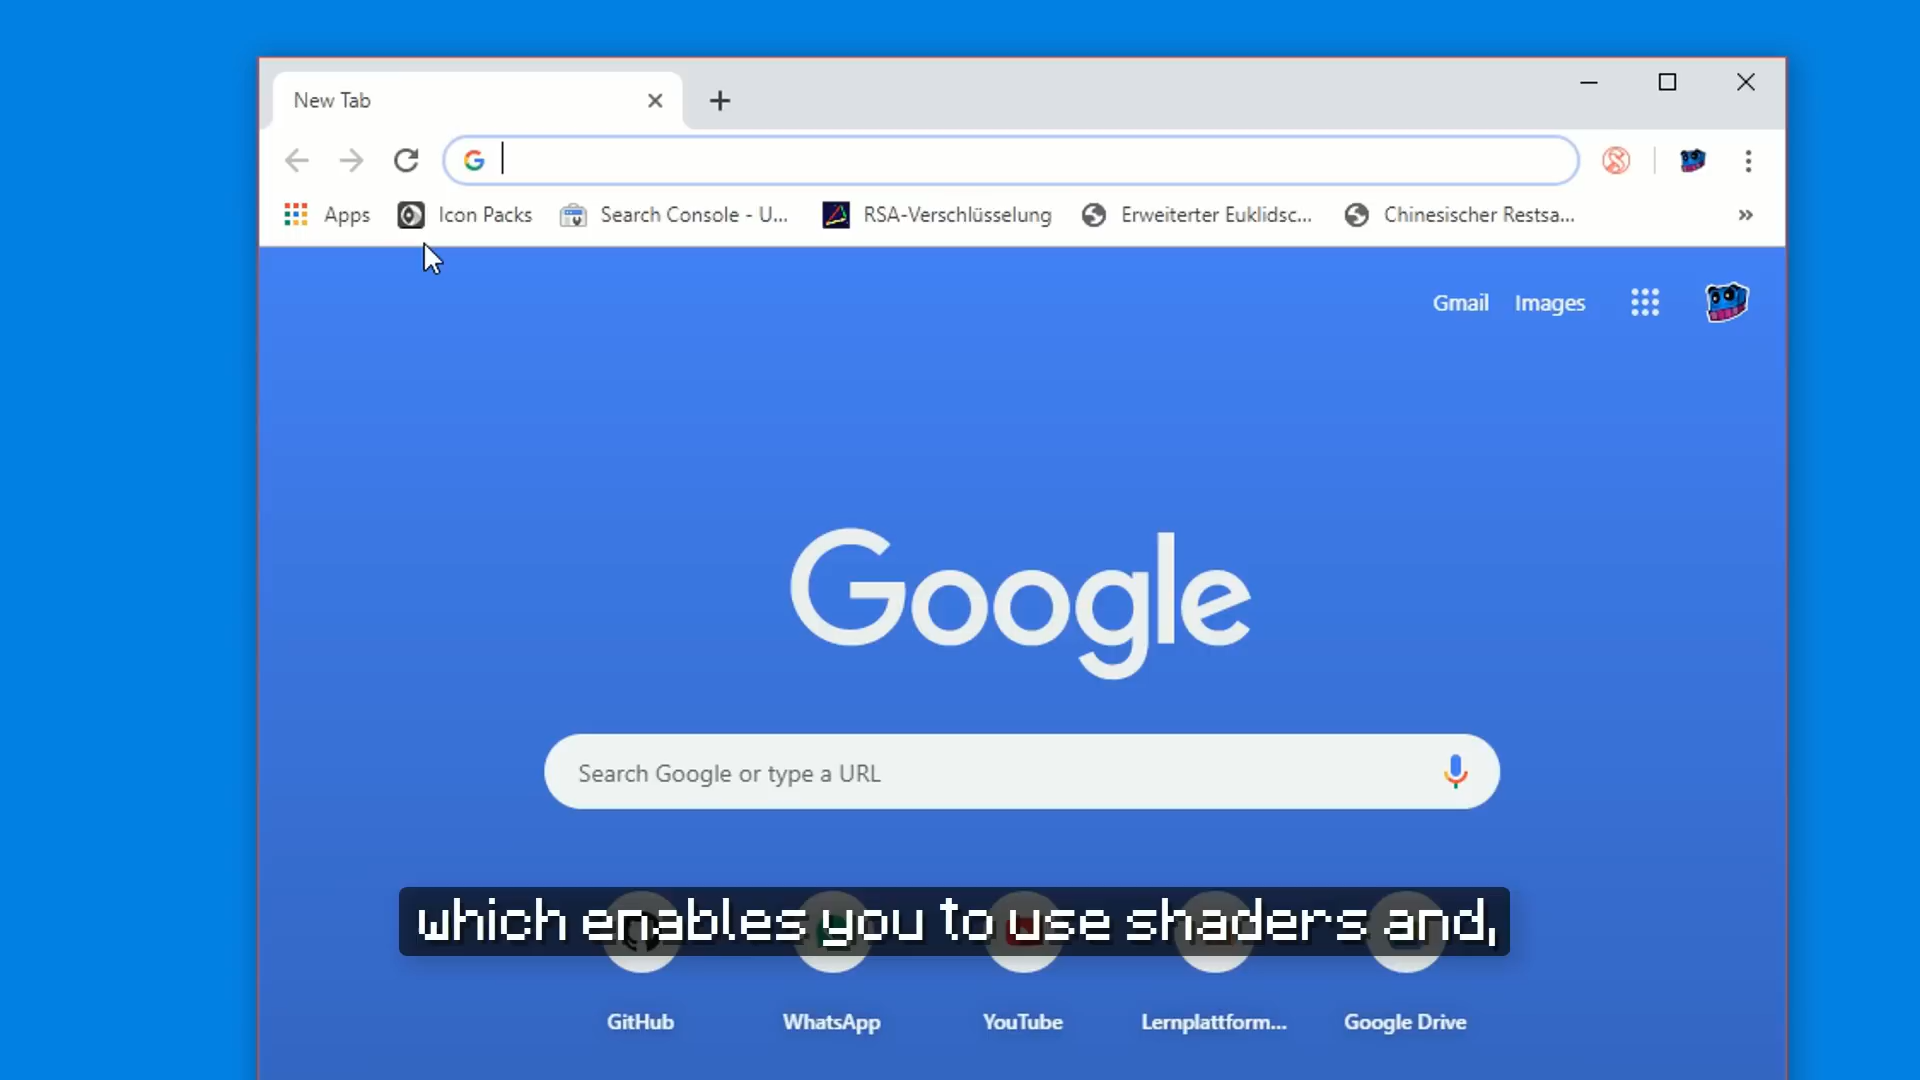 New Tab
Apps
Icon Packs
Search Console - U...
RSA-Verschlüsselung
Erweiterter Euklidsc...
Chinesischer Restsa...
Gmail
Images
Google
Search Google or type a URL
which enables you to use shaders and,
GitHub
WhatsApp
YouTube
Lernplattform...
Google Drive